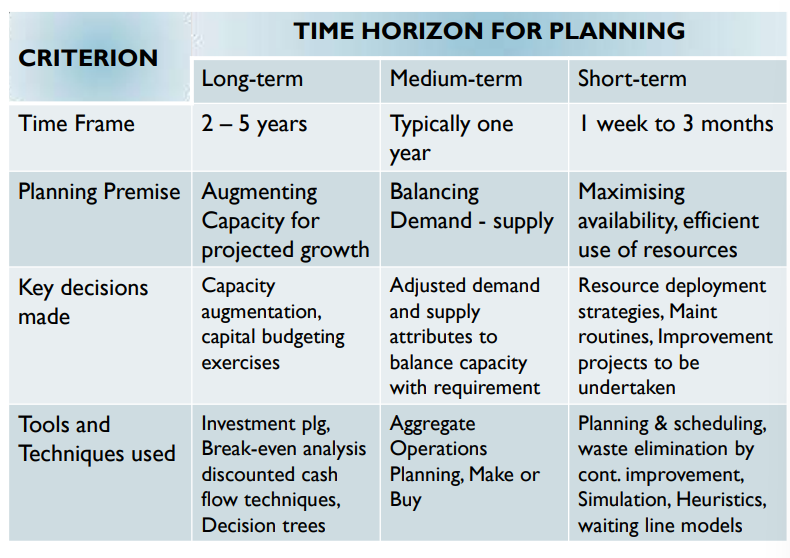 TIME HORIZON FOR PLANNING
CRITERION
Long-term
Medium-term
Short-term
Time Frame
2 – 5 years
Typically one
year
1 week to 3 months
Planning Premise
Augmenting
Capacity for
projected growth
Balancing
Demand - supply
Maximising
availability, efficient
use of resources
Key decisions
made
Capacity
augmentation,
capital budgeting
exercises
Adjusted demand
and supply
attributes to
balance capacity
with requirement
Resource deployment
strategies, Maint
routines, Improvement
projects to be
undertaken
Tools and
Techniques used
Investment plg,
Break-even analysis
discounted cash
flow techniques,
Decision trees
Aggregate
Operations
Planning, Make or
Buy
Planning & scheduling,
waste elimination by
cont. improvement,
Simulation, Heuristics,
waiting line models